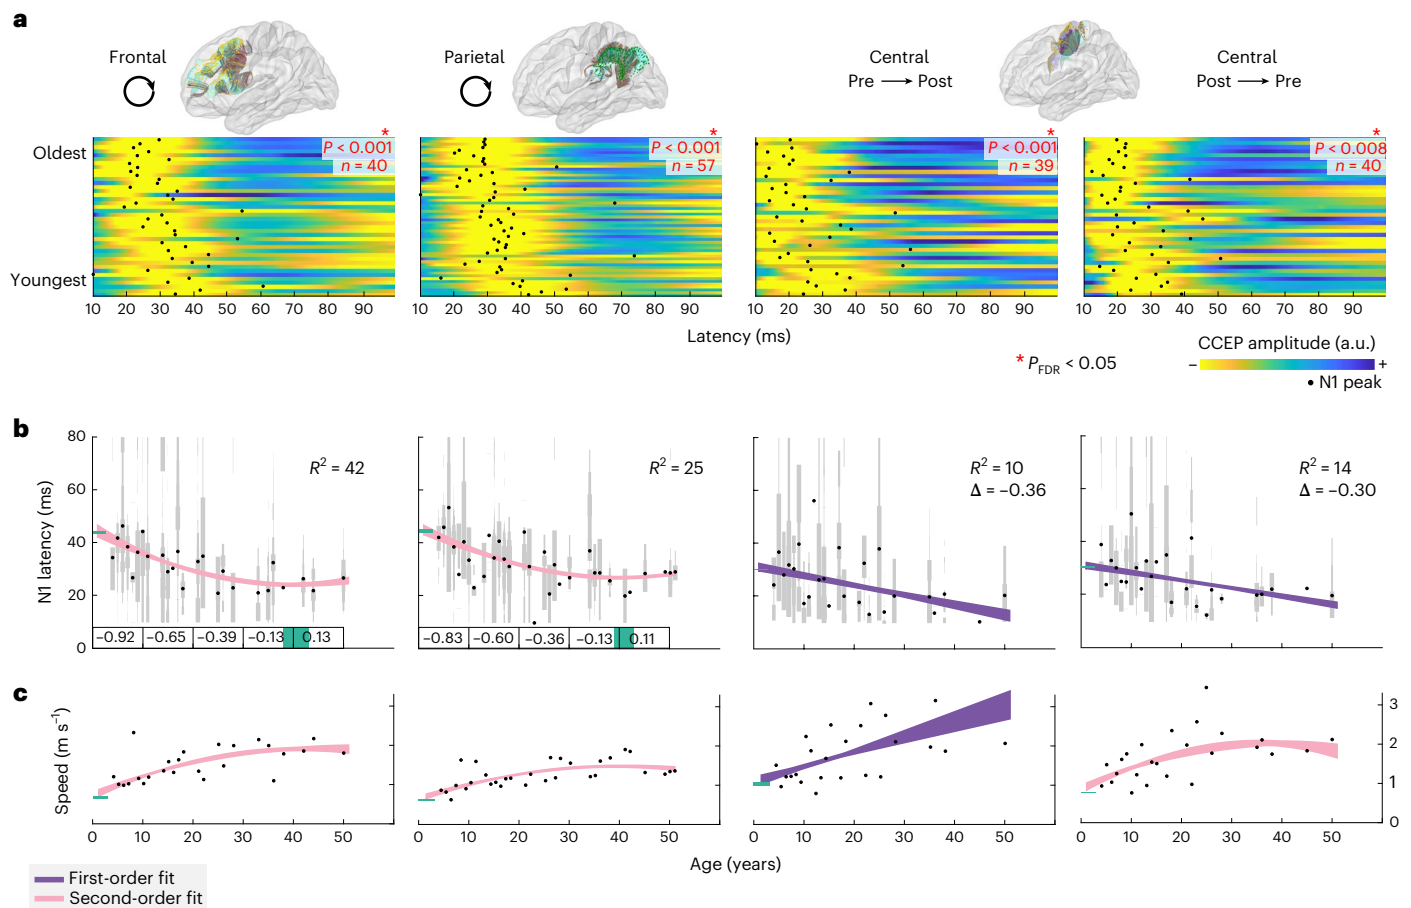 a
Frontal
Parietal
Central
Pre → Post
Central
Post → Pre
Oldest
Youngest
*
P < 0.001
n = 40
*
P < 0.001
n = 57
*
P < 0.001
n = 39
*
P < 0.008
n = 40
10 20 30 40 50 60 70 80 90
10 20 30 40 50 60 70 80 90
10 20 30 40 50 60 70 80 90
10 20 30 40 50 60 70 80 90
Latency (ms)
* P_FDR < 0.05
CCEP amplitude (a.u.)
− +
• N1 peak
b
N1 latency (ms)
80
60
40
20
0
R² = 42
R² = 25
R² = 10
Δ = −0.36
R² = 14
Δ = −0.30
−0.92 −0.65 −0.39 −0.13 0.13
−0.83 −0.60 −0.36 −0.13 0.11
c
Speed (m s⁻¹)
3
2
1
0
0 10 20 30 40 50
0 10 20 30 40 50
0 10 20 30 40 50
0 10 20 30 40 50
Age (years)
First-order fit
Second-order fit